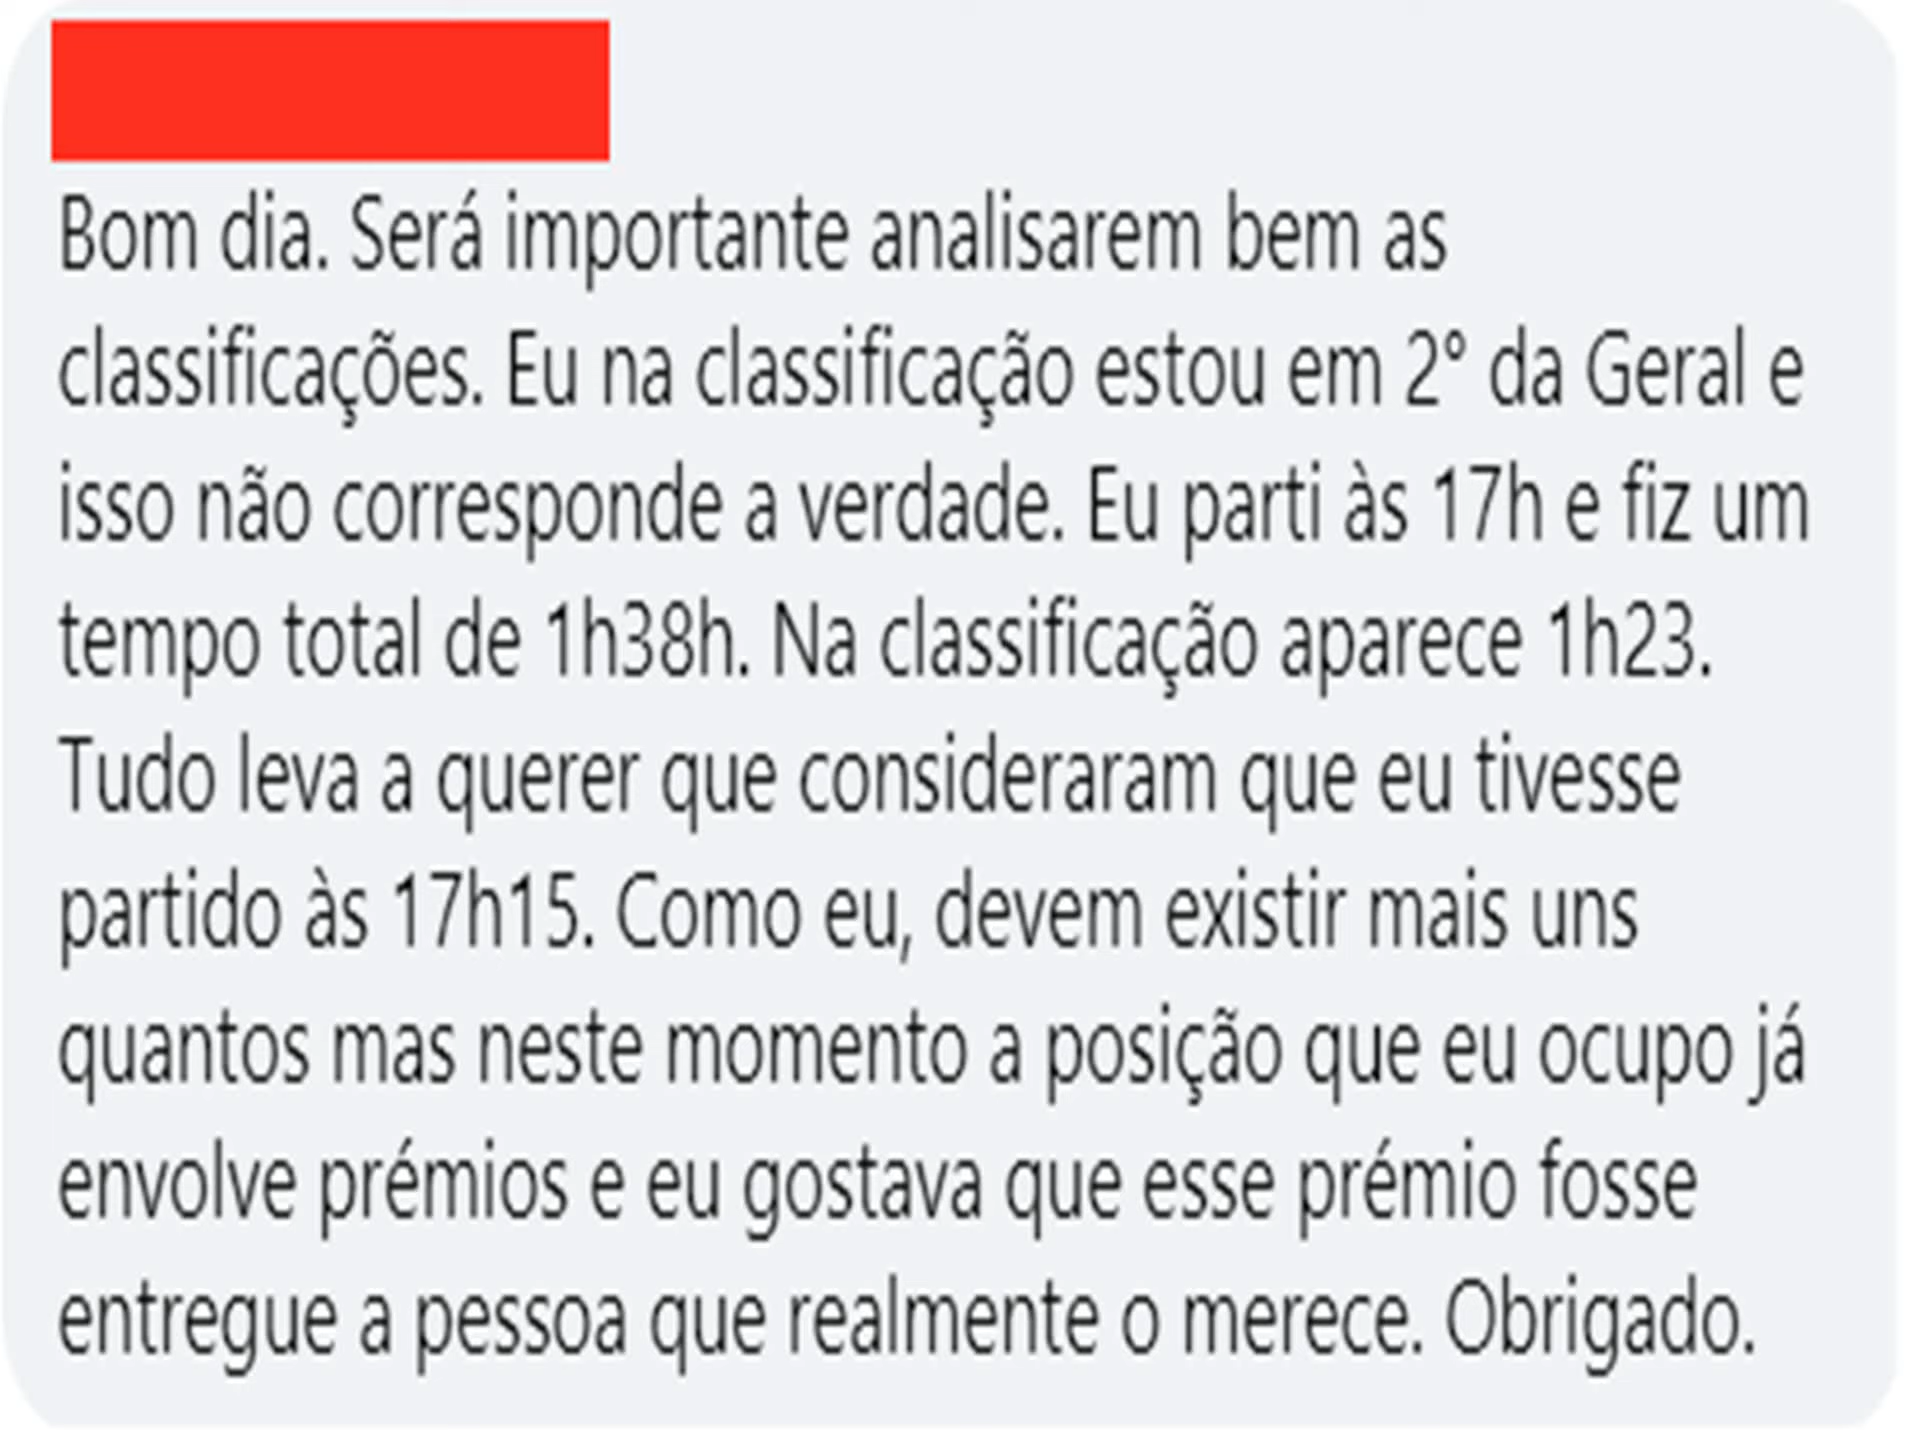 Bom dia. Será importante analisarem bem as
classificações. Eu na classificação estou em 2º da Geral e
isso não corresponde a verdade. Eu parti às 17h e fiz um
tempo total de 1h38h. Na classificação aparece 1h23.
Tudo leva a querer que consideraram que eu tivesse
partido às 17h15. Como eu, devem existir mais uns
quantos mas neste momento a posição que eu ocupo já
envolve prémios e eu gostava que esse prémio fosse
entregue a pessoa que realmente o merece. Obrigado.